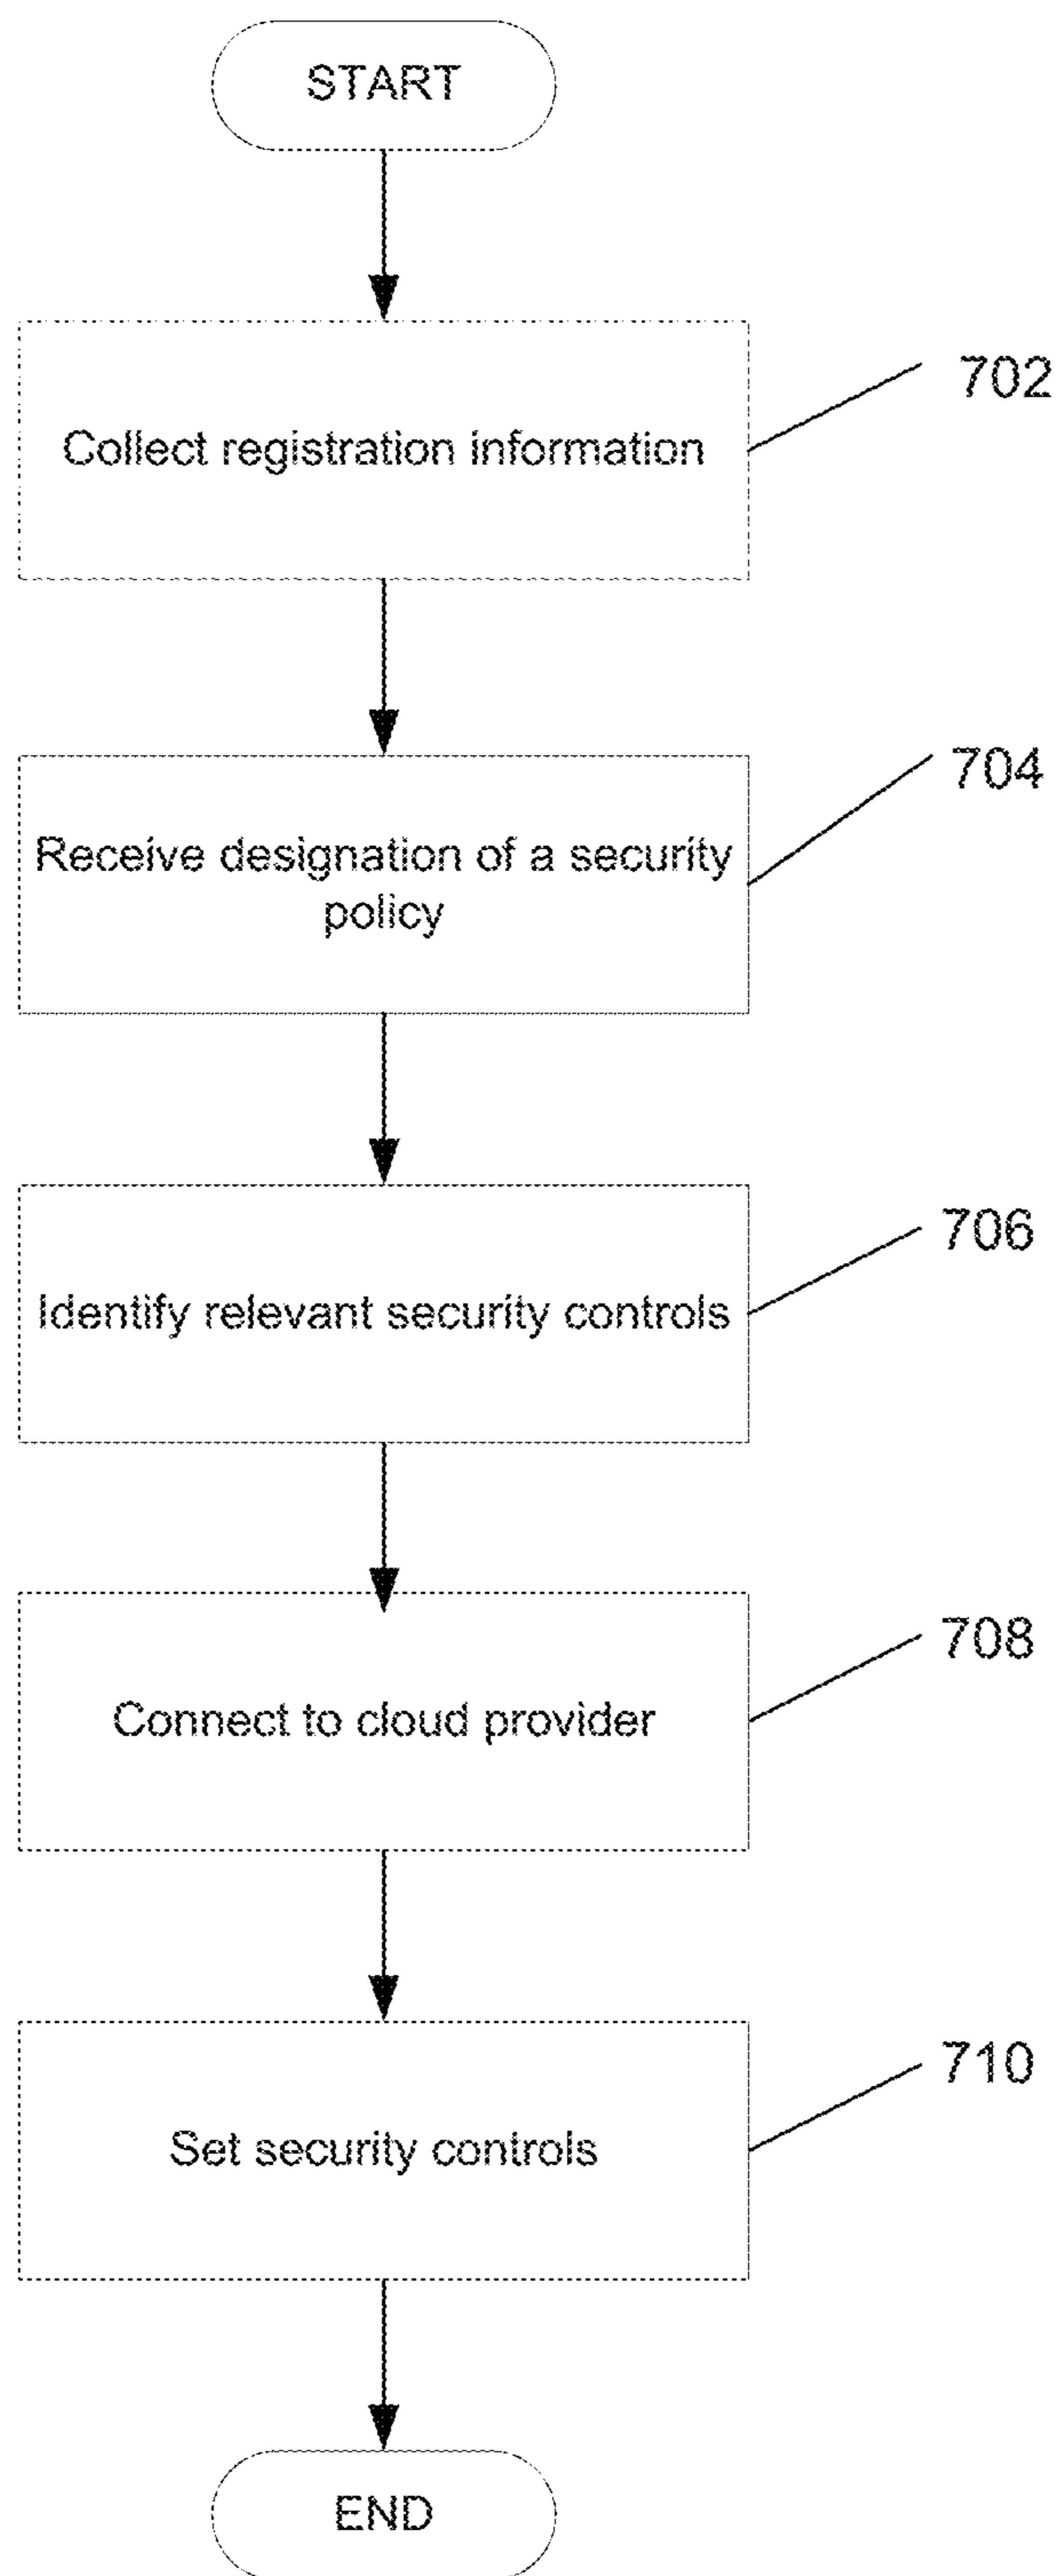 START
702
Collect registration information
704
Receive designation of a security
policy
706
Identify relevant security controls
708
Connect to cloud provider
710
Set security controls
END